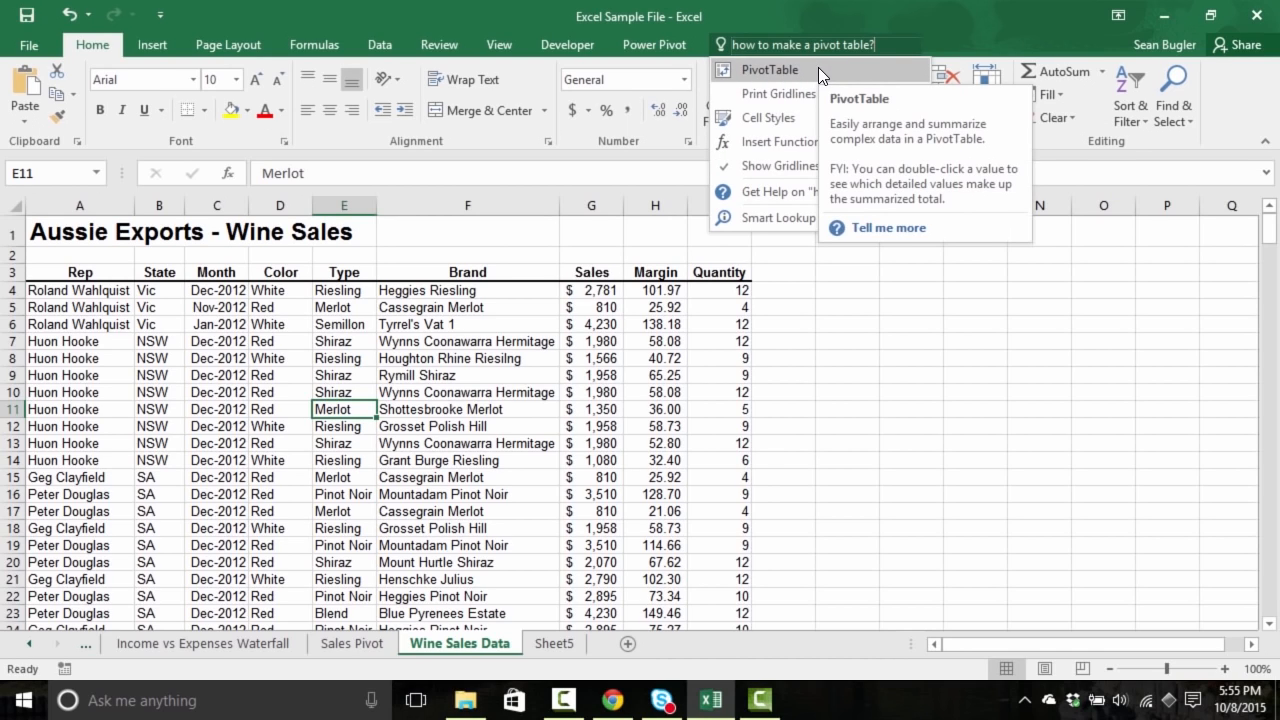 Excel Sample File - Excel
File Home Insert Page Layout Formulas Data Review View Developer Power Pivot how to make a pivot table? Sean Bugler Share
Paste
Arial 10 A A
B I U A
Wrap Text
Merge & Center
General
$ % ,
AutoSum
Fill
Clear
Sort & Filter
Find & Select
Clipboard Font Alignment Editing
PivotTable
Print Gridlines
Cell Styles
Insert Function
Show Gridlines
Get Help on "h
Smart Lookup
PivotTable
Easily arrange and summarize
complex data in a PivotTable.
FYI: You can double-click a value to
see which detailed values make up
the summarized total.
Tell me more
E11 fx Merlot
A B C D E F G H N O P Q
1 Aussie Exports - Wine Sales
2
3 Rep State Month Color Type Brand Sales Margin Quantity
4 Roland Wahlquist Vic Dec-2012 White Riesling Heggies Riesling $ 2,781 101.97 12
5 Roland Wahlquist Vic Nov-2012 Red Merlot Cassegrain Merlot $ 810 25.92 4
6 Roland Wahlquist Vic Jan-2012 White Semillon Tyrrel's Vat 1 $ 4,230 138.18 12
7 Huon Hooke NSW Dec-2012 Red Shiraz Wynns Coonawarra Hermitage $ 1,980 58.08 12
8 Huon Hooke NSW Dec-2012 White Riesling Houghton Rhine Riesilng $ 1,566 40.72 9
9 Huon Hooke NSW Dec-2012 Red Shiraz Rymill Shiraz $ 1,958 65.25 9
10 Huon Hooke NSW Dec-2012 Red Shiraz Wynns Coonawarra Hermitage $ 1,980 58.08 12
11 Huon Hooke NSW Dec-2012 Red Merlot Shottesbrooke Merlot $ 1,350 36.00 5
12 Huon Hooke NSW Dec-2012 White Riesling Grosset Polish Hill $ 1,958 58.73 9
13 Huon Hooke NSW Dec-2012 Red Shiraz Wynns Coonawarra Hermitage $ 1,980 52.80 12
14 Huon Hooke NSW Dec-2012 White Riesling Grant Burge Riesling $ 1,080 32.40 6
15 Geg Clayfield SA Dec-2012 Red Merlot Cassegrain Merlot $ 810 25.92 4
16 Peter Douglas SA Dec-2012 Red Pinot Noir Mountadam Pinot Noir $ 3,510 128.70 9
17 Peter Douglas SA Dec-2012 Red Merlot Cassegrain Merlot $ 810 21.06 4
18 Geg Clayfield SA Dec-2012 White Riesling Grosset Polish Hill $ 1,958 58.73 9
19 Peter Douglas SA Dec-2012 Red Pinot Noir Mountadam Pinot Noir $ 3,510 114.66 9
20 Peter Douglas SA Dec-2012 Red Shiraz Mount Hurtle Shiraz $ 2,070 67.62 12
21 Geg Clayfield SA Dec-2012 White Riesling Henschke Julius $ 2,790 102.30 12
22 Peter Douglas SA Dec-2012 Red Pinot Noir Heggies Pinot Noir $ 2,895 73.34 10
23 Peter Douglas SA Dec-2012 Red Blend Blue Pyrenees Estate $ 4,230 149.46 12
24 Geg Clayfield SA Dec-2012 Red Pinot Noir Heggies Pinot Noir $ 2,895 75.27 10
... Income vs Expenses Waterfall Sales Pivot Wine Sales Data Sheet5
Ready 100%
Ask me anything
5:55 PM
10/8/2015